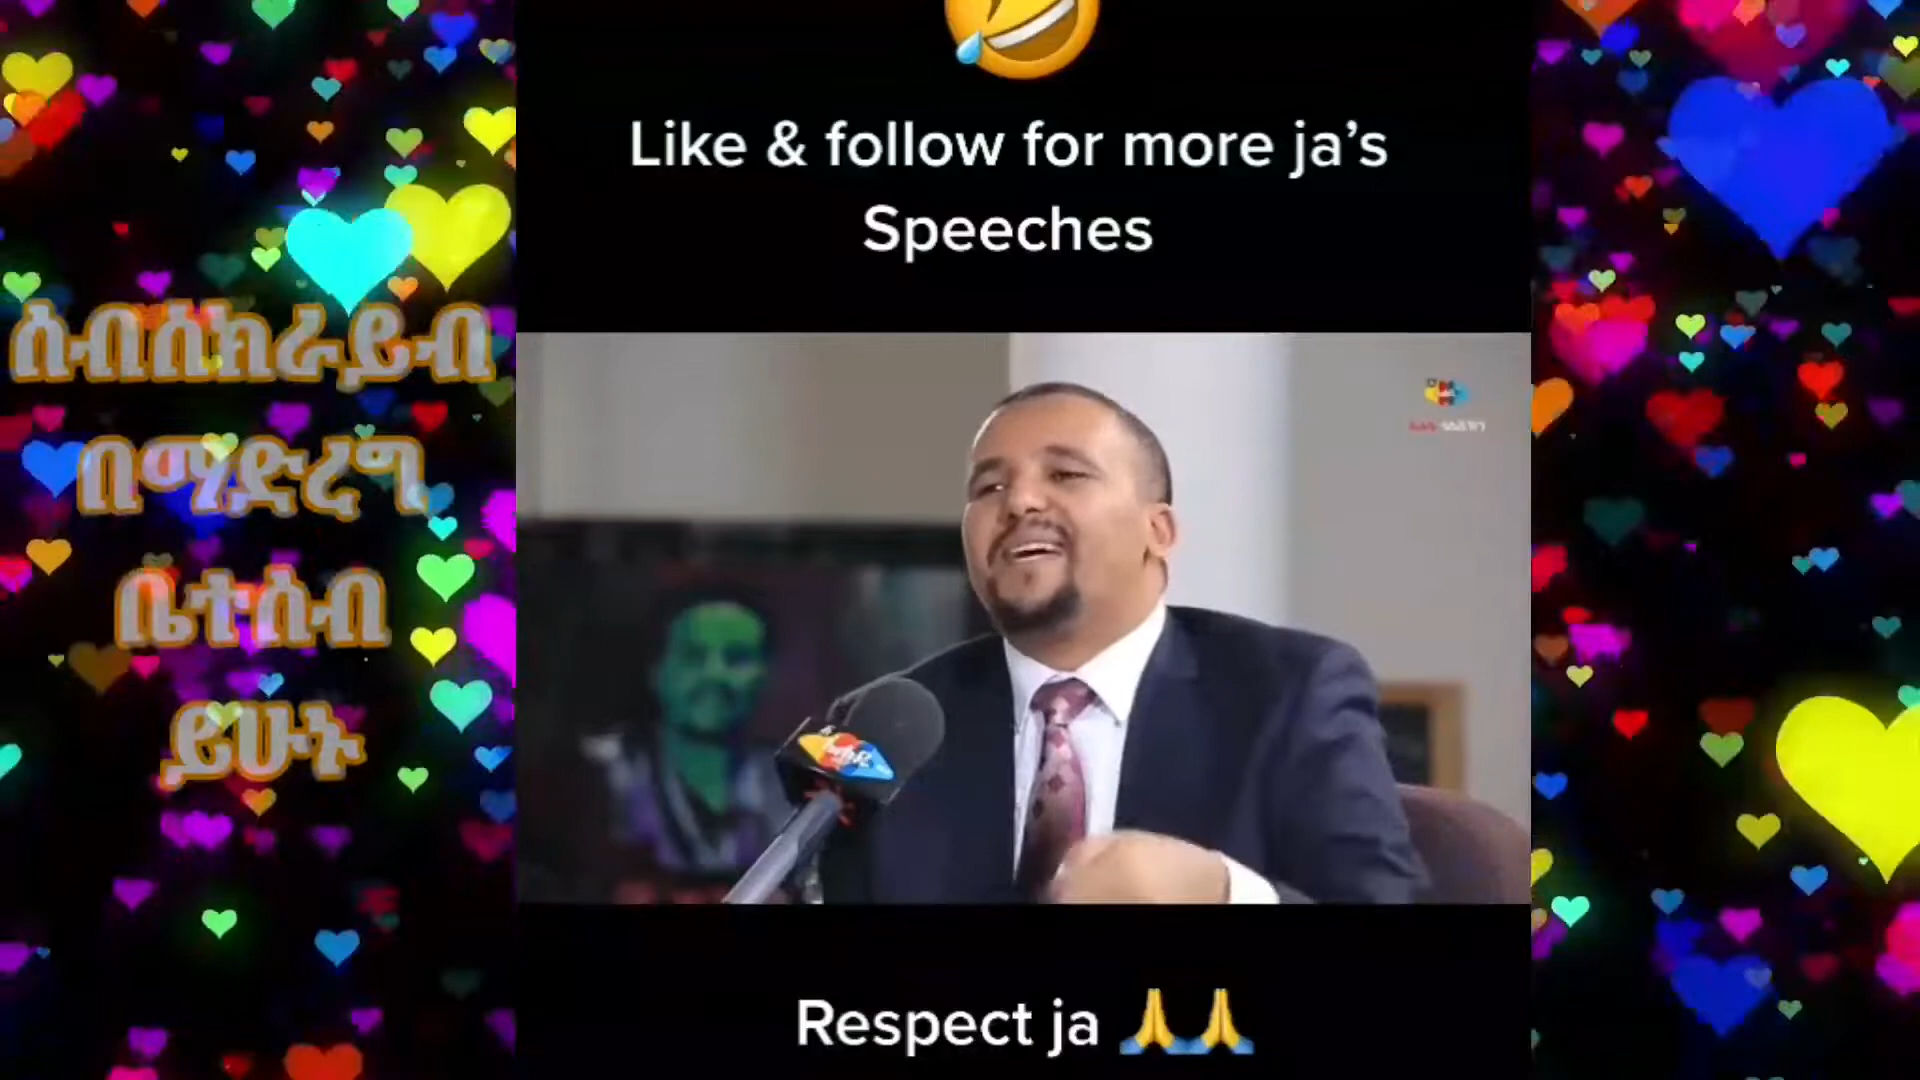 Like & follow for more ja’s
Speeches
ሰብስክራይብ
በማድረግ
ቤተሰብ
ይሁኑ
Respect ja 🙏🙏